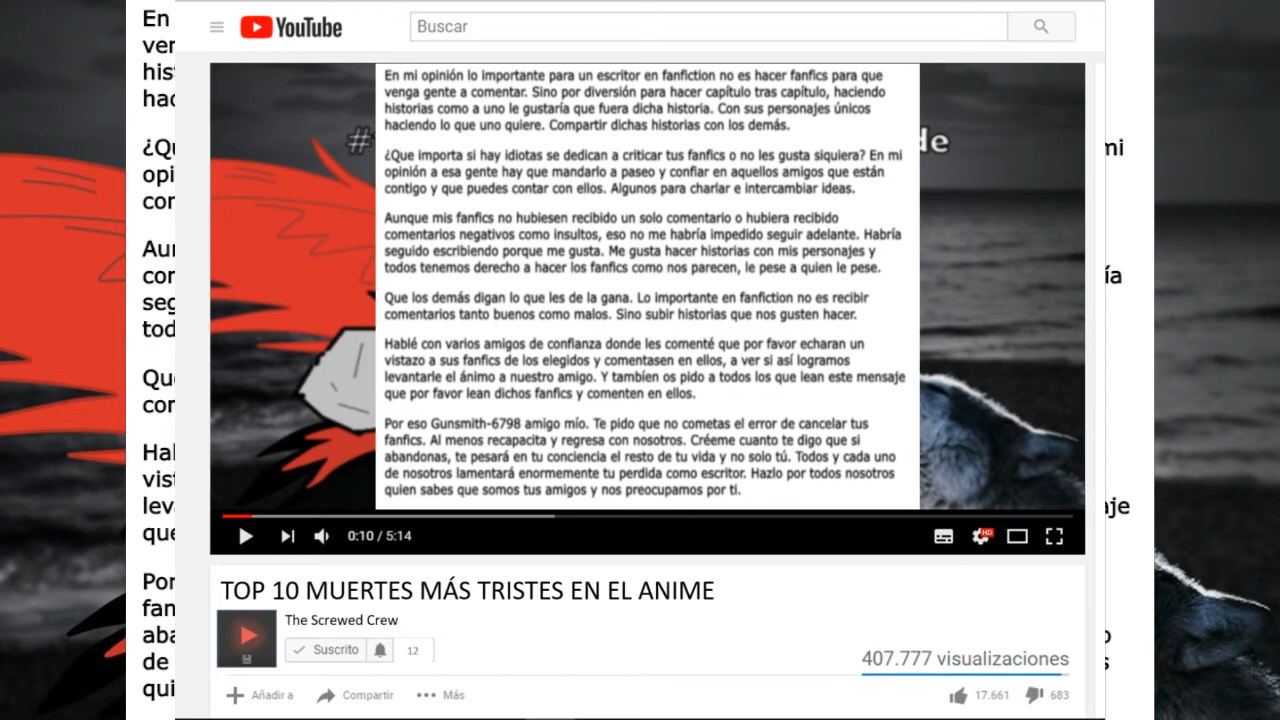 YouTube
Buscar
En mi opinión lo importante para un escritor en fanfiction no es hacer fanfics para que
venga gente a comentar. Sino por diversión para hacer capítulo tras capítulo, haciendo
historias como a uno le gustaría que fuera dicha historia. Con sus personajes únicos
haciendo lo que uno quiere. Compartir dichas historias con los demás.
¿Que importa si hay idiotas se dedican a criticar tus fanfics o no les gusta siquiera? En mi
opinión a esa gente hay que mandarlo a paseo y confiar en aquellos amigos que están
contigo y que puedes contar con ellos. Algunos para charlar e intercambiar ideas.
Aunque mis fanfics no hubiesen recibido un solo comentario o hubiera recibido
comentarios negativos como insultos, eso no me habría impedido seguir adelante. Habría
seguido escribiendo porque me gusta. Me gusta hacer historias con mis personajes y
todos tenemos derecho a hacer los fanfics como nos parecen, le pese a quien le pese.
Que los demás digan lo que les de la gana. Lo importante en fanfiction no es recibir
comentarios tanto buenos como malos. Sino subir historias que nos gusten hacer.
Hablé con varios amigos de confianza donde les comenté que por favor echaran un
vistazo a sus fanfics de los elegidos y comentasen en ellos, a ver si así logramos
levantarle el ánimo a nuestro amigo. Y tambíen os pido a todos los que lean este mensaje
que por favor lean dichos fanfics y comenten en ellos.
Por eso Gunsmith-6798 amigo mío. Te pido que no cometas el error de cancelar tus
fanfics. Al menos recapacita y regresa con nosotros. Créeme cuanto te digo que si
abandonas, te pesará en tu conciencia el resto de tu vida y no solo tú. Todos y cada uno
de nosotros lamentará enormemente tu perdida como escritor. Hazlo por todos nosotros
quien sabes que somos tus amigos y nos preocupamos por ti.
0:10 / 5:14
HD
TOP 10 MUERTES MÁS TRISTES EN EL ANIME
The Screwed Crew
Suscrito 12
407.777 visualizaciones
Añadir a Compartir Más 17.661 683